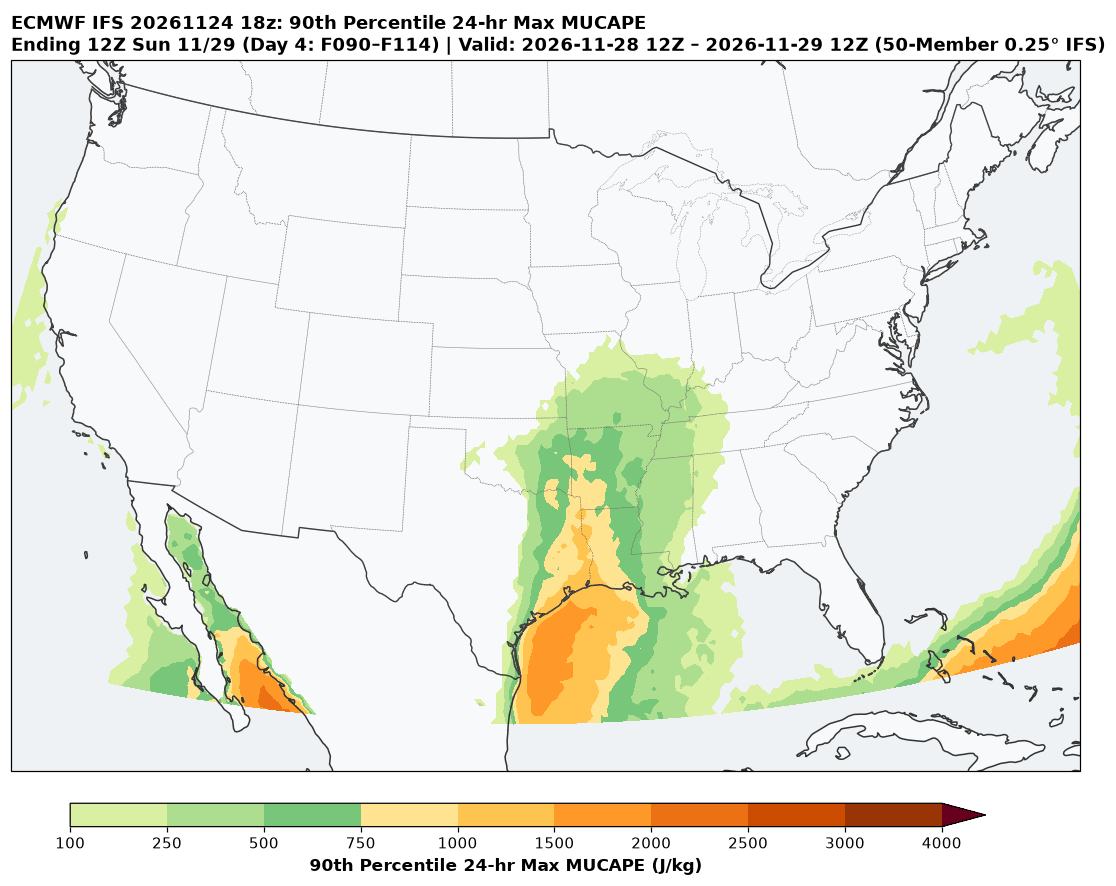 ECMWF IFS 20261124 18z: 90th Percentile 24-hr Max MUCAPE
Ending 12Z Sun 11/29 (Day 4: F090–F114) | Valid: 2026-11-28 12Z – 2026-11-29 12Z (50-Member 0.25° IFS)
100 250 500 750 1000 1500 2000 2500 3000 4000
90th Percentile 24-hr Max MUCAPE (J/kg)